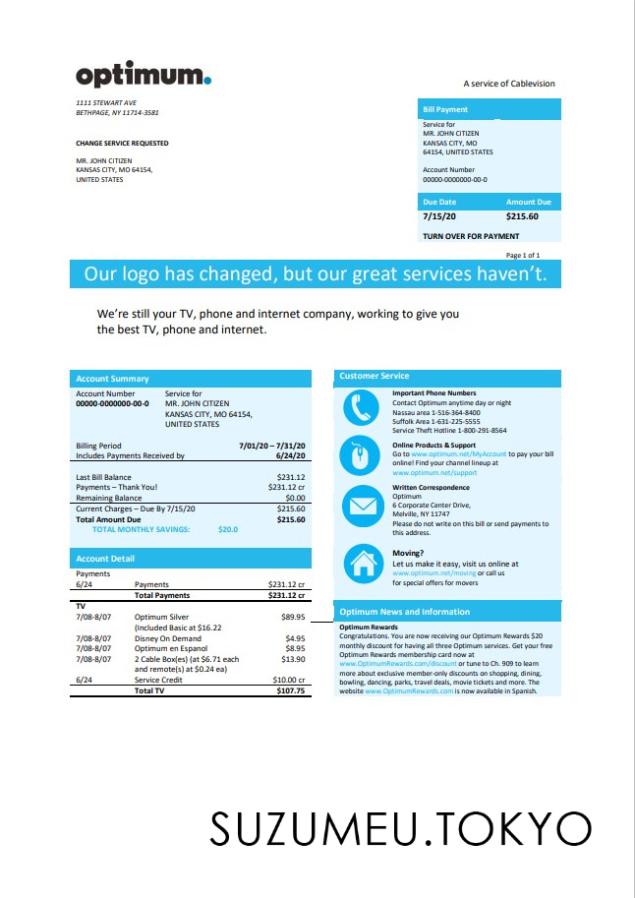 optimum.
A service of Cablevision
1111 STEWART AVE
BETHPAGE, NY 11714-3581
CHANGE SERVICE REQUESTED
MR. JOHN CITIZEN
KANSAS CITY, MO 64154,
UNITED STATES
Bill Payment
Service for
MR. JOHN CITIZEN
KANSAS CITY, MO
64154, UNITED STATES
Account Number
00000-0000000-00-0
Due Date Amount Due
7/15/20 $215.60
TURN OVER FOR PAYMENT
Page 1 of 1
Our logo has changed, but our great services haven't.
We're still your TV, phone and internet company, working to give you
the best TV, phone and internet.
Account Summary
Account Number Service for
00000-0000000-00-0 MR. JOHN CITIZEN
KANSAS CITY, MO 64154,
UNITED STATES
Billing Period 7/01/20 – 7/31/20
Includes Payments Received by 6/24/20
Last Bill Balance $231.12
Payments – Thank You! $231.12 cr
Remaining Balance $0.00
Current Charges – Due By 7/15/20 $215.60
Total Amount Due $215.60
TOTAL MONTHLY SAVINGS: $20.0
Account Detail
Payments
6/24 Payments $231.12 cr
Total Payments $231.12 cr
TV
7/08-8/07 Optimum Silver $89.95
(Included Basic at $16.22
7/08-8/07 Disney On Demand $4.95
7/08-8/07 Optimum en Espanol $8.95
7/08-8/07 2 Cable Box(es) (at $6.71 each $13.90
and remote(s) at $0.24 ea)
6/24 Service Credit $10.00 cr
Total TV $107.75
Customer Service
Important Phone Numbers
Contact Optimum anytime day or night
Nassau area 1-516-364-8400
Suffolk Area 1-631-225-5555
Service Theft Hotline 1-800-291-8564
Online Products & Support
Go to www.optimum.net/MyAccount to pay your bill
online! Find your channel lineup at
www.optimum.net/support
Written Correspondence
Optimum
6 Corporate Center Drive,
Melville, NY 11747
Please do not write on this bill or send payments to
this address.
Moving?
Let us make it easy, visit us online at
www.optimum.net/moving or call us
for special offers for movers
Optimum News and Information
Optimum Rewards
Congratulations. You are now receiving our Optimum Rewards $20
monthly discount for having all three Optimum services. Get your free
Optimum Rewards membership card now at
www.OptimumRewards.com/discount or tune to Ch. 909 to learn
more about exclusive member-only discounts on shopping, dining,
bowling, dancing, parks, travel deals, movie tickets and more. The
website www.OptimumRewards.com is now available in Spanish.
SUZUMEU.TOKYO